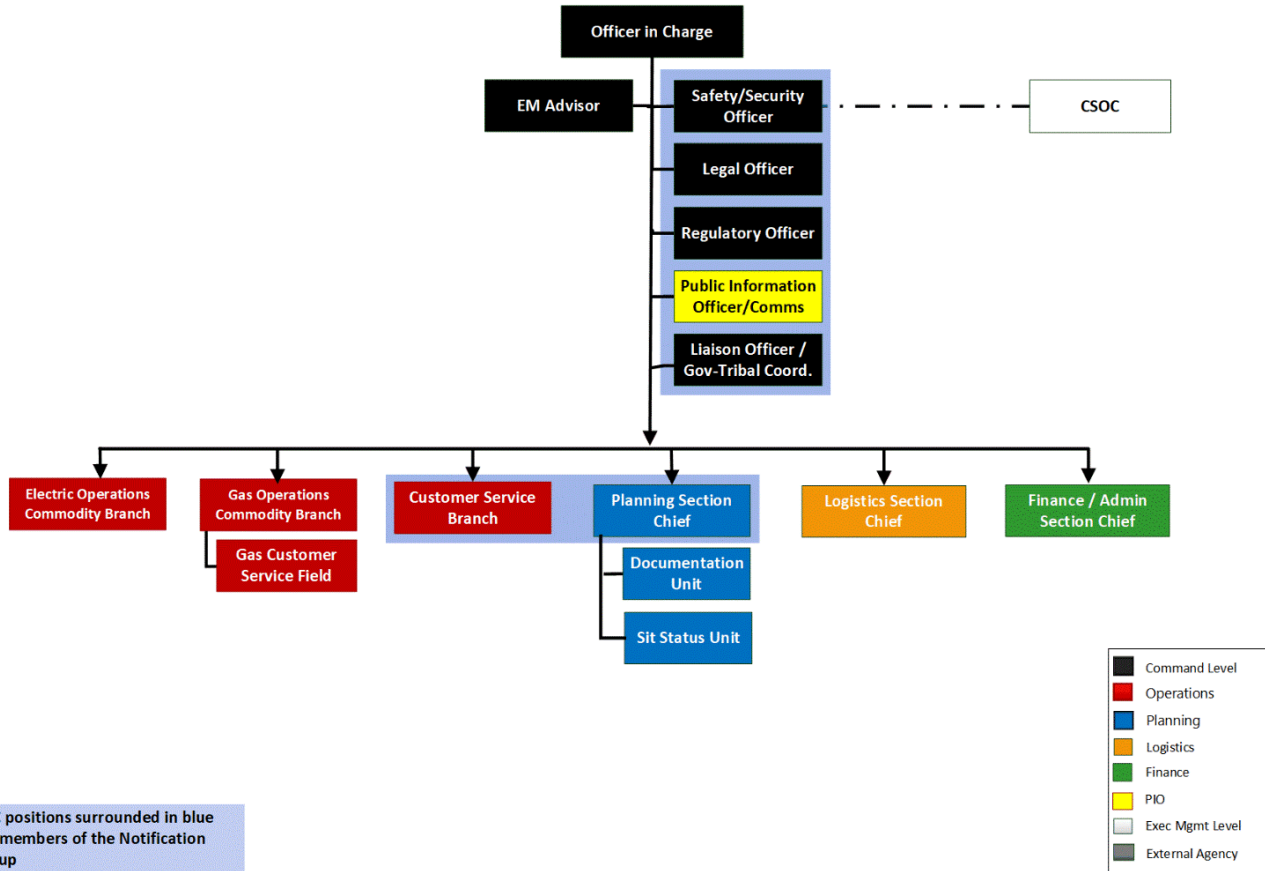 Officer in Charge
EM Advisor
Safety/Security
Officer
CSOC
Legal Officer
Regulatory Officer
Public Information
Officer/Comms
Liaison Officer /
Gov-Tribal Coord.
Electric Operations
Commodity Branch
Gas Operations
Commodity Branch
Customer Service
Branch
Planning Section
Chief
Logistics Section
Chief
Finance / Admin
Section Chief
Gas Customer
Service Field
Documentation
Unit
Sit Status Unit
Command Level
Operations
Planning
Logistics
Finance
PIO
Exec Mgmt Level
External Agency
positions surrounded in blue
members of the Notification
up